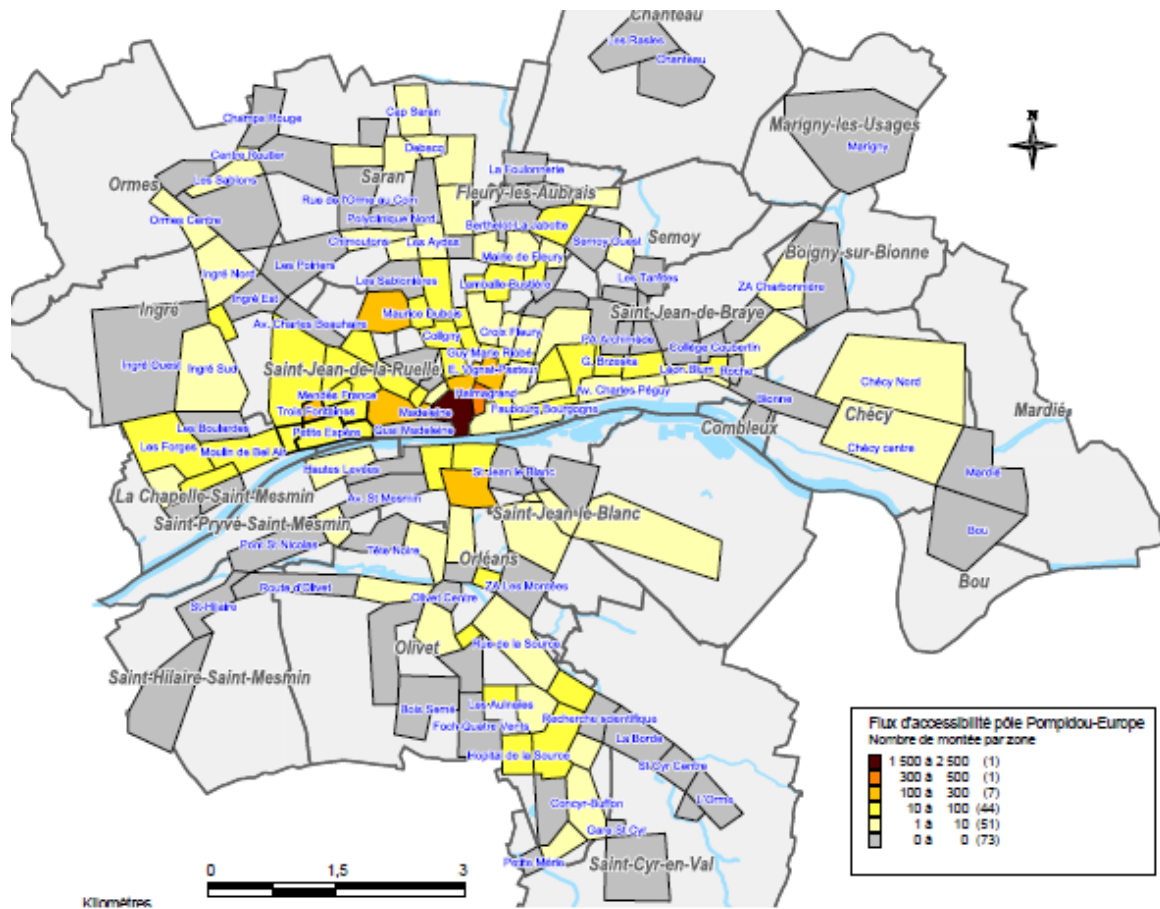 Chanteau
Les Rasles
Chanteau
Champs Rouge
Cap Saran
N
Marigny-les-Usages
Marigny
Centre Routier
Debecq
Les Sablons
Saran
La Foulonnerie
Ormes
Fleury-les-Aubrais
Rue de l'Orme au Coin
Ormes Centre
Polyclinique Nord
Berthelot-La Jabotte
Chimoutons
Les Aydes
Semoy Ouest
Semoy
Mairie de Fleury
Boigny-sur-Bionne
Les Poiriers
Ingré Nord
Les Sablonnières
Lamballe-Bustière
Les Tarêtes
ZA Charbonnière
Ingré
Ingré Est
Maurice Dubois
Saint-Jean-de-Braye
Av. Charles Beauhaire
Coligny
Croix Fleury
PA Archimède
Collège Coubertin
Guy Marie Riobé
Ingré Ouest
Ingré Sud
Saint-Jean-de-la-Ruelle
E. Vignat-Pasteur
G. Brzeska
Léon Blum
Roche
Chécy Nord
Mendès France
Halmagrand
Av. Charles Péguy
Bionne
Trois Fontaines
Madeleine
Faubourg Bourgogne
Chécy
Mardié
Les Bouleries
Petite Espère
Quai Madeleine
Combleux
Les Forges
Moulin de Bel Air
Chécy centre
Hautes Levées
St Jean le Blanc
Mardié
La Chapelle-Saint-Mesmin
Av. St Mesmin
Saint-Jean-le-Blanc
Saint-Pryvé-Saint-Mesmin
Bou
Pont St Nicolas
Tête Noire
Orléans
Bou
Route d'Olivet
ZA Les Montées
Olivet Centre
St-Hilaire
Olivet
Rue de la Source
Saint-Hilaire-Saint-Mesmin
Bois Semé
Les Aulnaies
Foch-Quatre Vents
Recherche scientifique
La Borde
Hôpital de la Source
St Cyr Centre
L'Orme
Concyr-Buffon
Gare St Cyr
Petite Mérie
Saint-Cyr-en-Val
Flux d'accessibilité pôle Pompidou-Europe
Nombre de montée par zone
1 500 à 2 500 (1)
300 à 500 (1)
100 à 300 (7)
10 à 100 (44)
1 à 10 (51)
0 à 0 (73)
0 1,5 3
Kilomètres